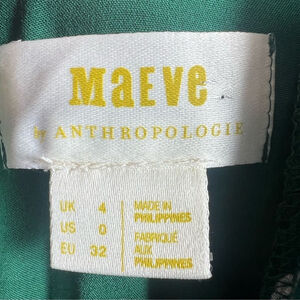 MaEVe
by ANTHROPOLOGIE
UK 4
US 0
EU 32
MADE IN
PHILIPPINES
FABRIQUÉ
AUX
PHILIPPINES